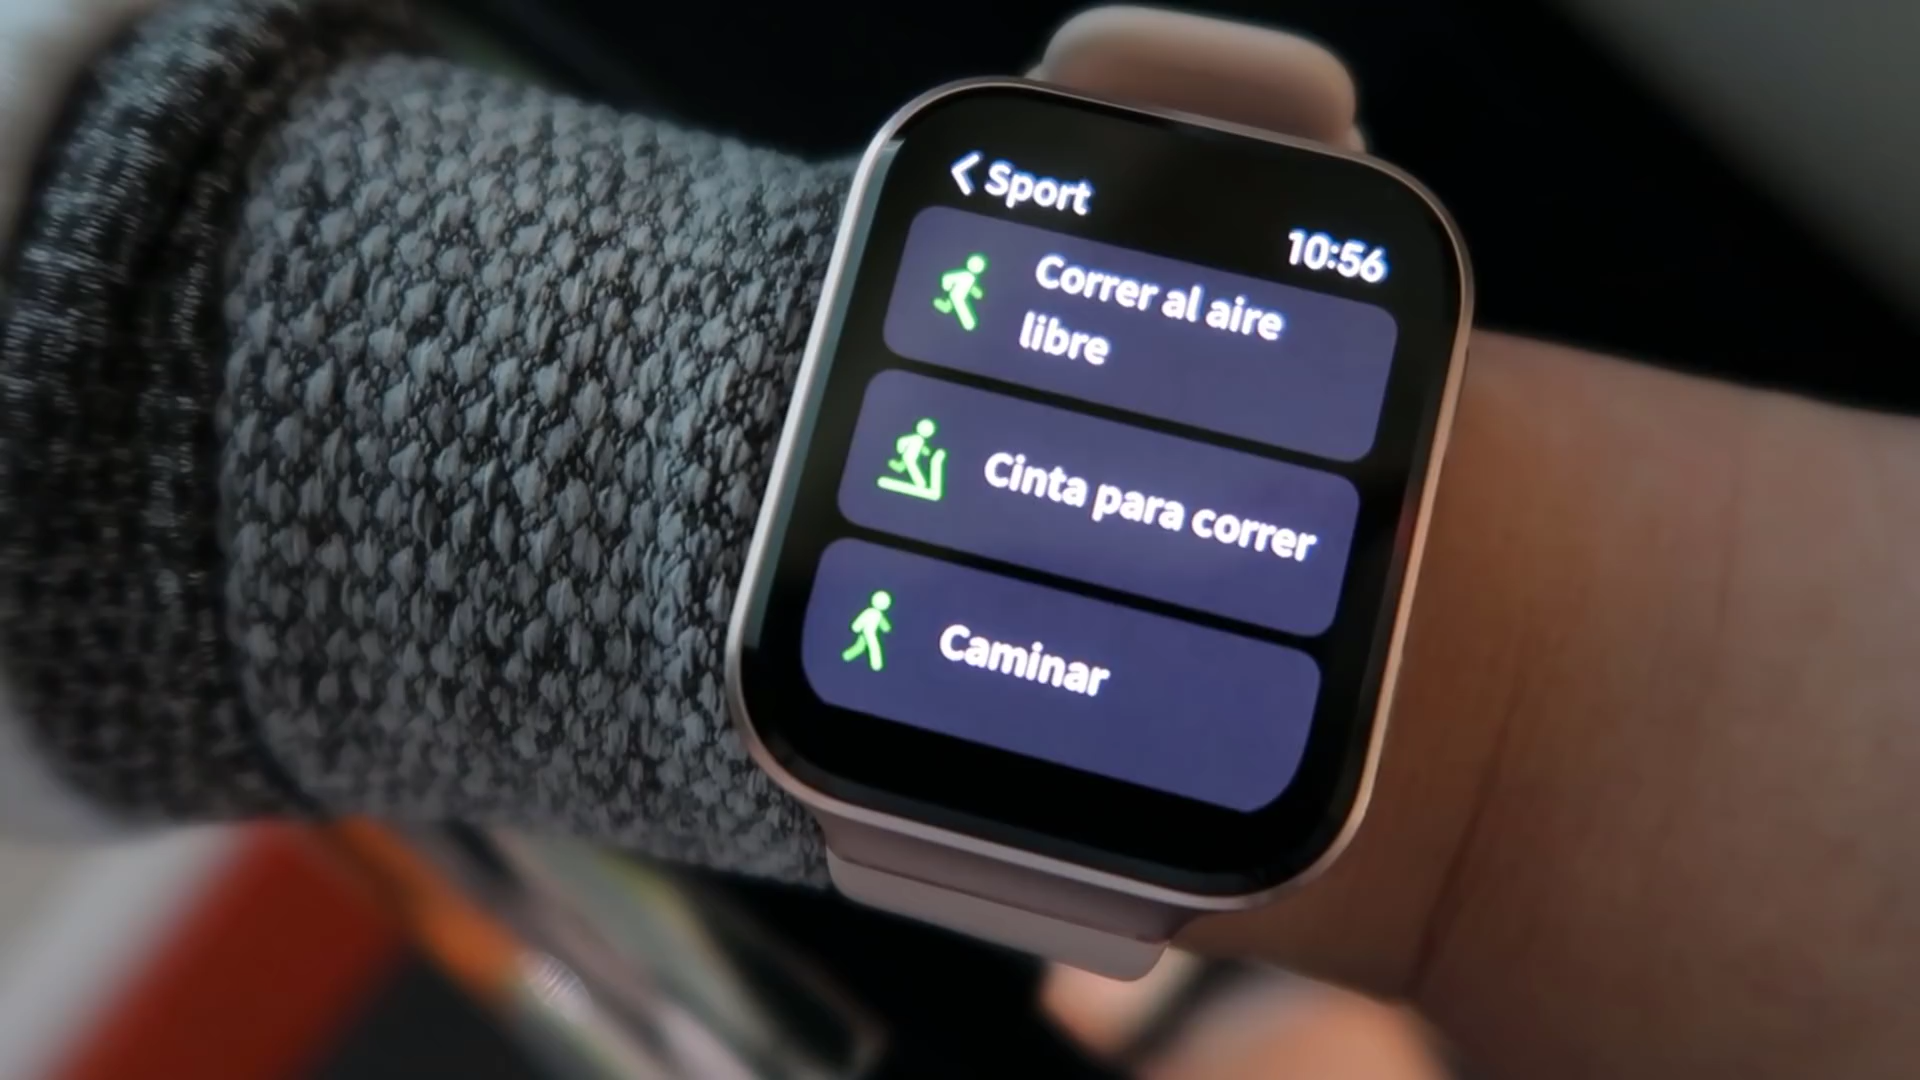 Sport
10:56
Correr al aire
libre
Cinta para correr
Caminar